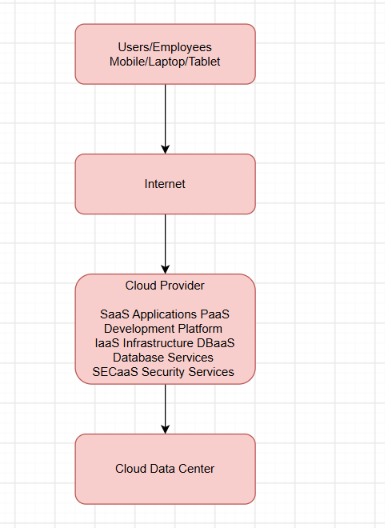 Users/Employees
Mobile/Laptop/Tablet
Internet
Cloud Provider
SaaS Applications PaaS
Development Platform
IaaS Infrastructure DBaaS
Database Services
SECaaS Security Services
Cloud Data Center